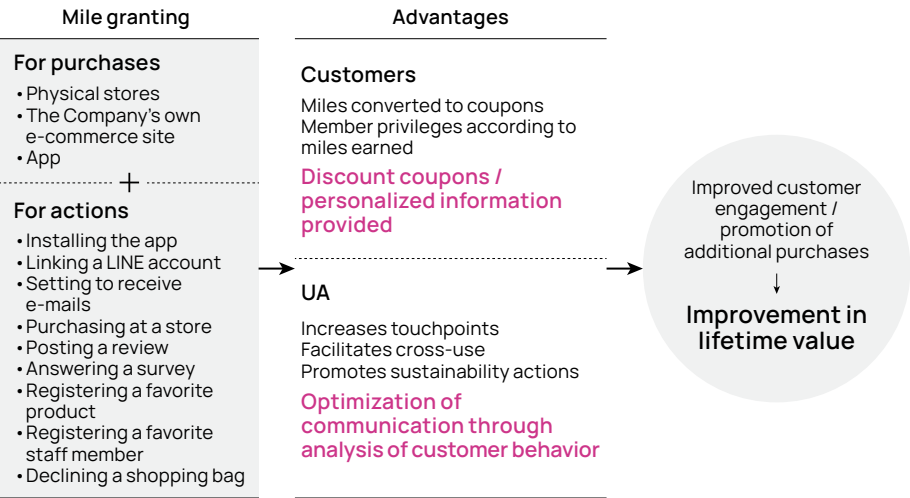 Mile granting
For purchases
•Physical stores
•The Company's own
e-commerce site
•App
+
For actions
•Installing the app
•Linking a LINE account
•Setting to receive
e-mails
•Purchasing at a store
•Posting a review
•Answering a survey
•Registering a favorite
product
•Registering a favorite
staff member
•Declining a shopping bag
Advantages
Customers
Miles converted to coupons
Member privileges according to
miles earned
Discount coupons /
personalized information
provided
UA
Increases touchpoints
Facilitates cross-use
Promotes sustainability actions
Optimization of
communication through
analysis of customer behavior
Improved customer
engagement /
promotion of
additional purchases
Improvement in
lifetime value